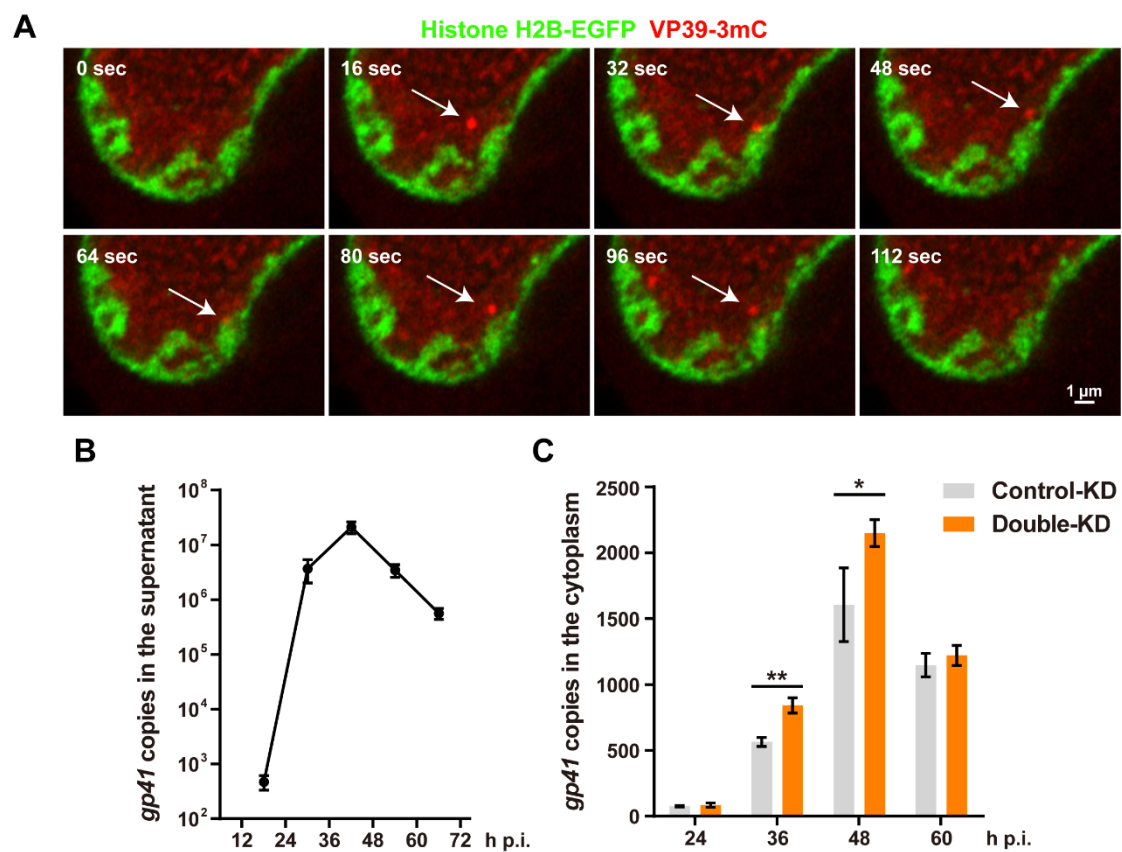 A
Histone H2B-EGFP VP39-3mC
0 sec
16 sec
32 sec
48 sec
64 sec
80 sec
96 sec
112 sec
1 µm
B
gp41 copies in the supernatant
10⁸
10⁷
10⁶
10⁵
10⁴
10³
10²
12 24 36 48 60 72 h p.i.
C
Control-KD
Double-KD
gp41 copies in the cytoplasm
2500
2000
1500
1000
500
0
**
*
24 36 48 60 h p.i.